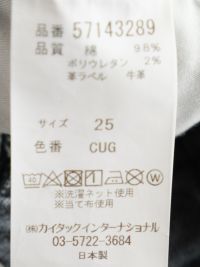 品番 57143289
品質 綿 98%
ポリウレタン 2%
革ラベル 牛革
サイズ 25
色番 CUG
※洗濯ネット使用
※当て布使用
㈱カイタックインターナショナル
03-5722-3684
日本製